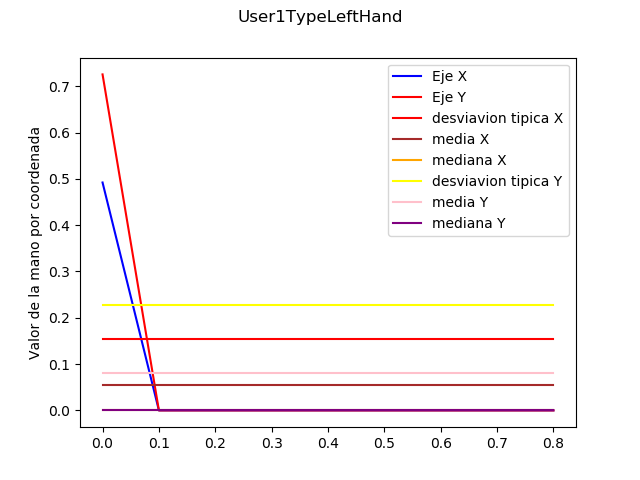 User1TypeLeftHand
Valor de la mano por coordenada
0.7
0.6
0.5
0.4
0.3
0.2
0.1
0.0
Eje X
Eje Y
desviavion tipica X
media X
mediana X
desviavion tipica Y
media Y
mediana Y
0.0 0.1 0.2 0.3 0.4 0.5 0.6 0.7 0.8